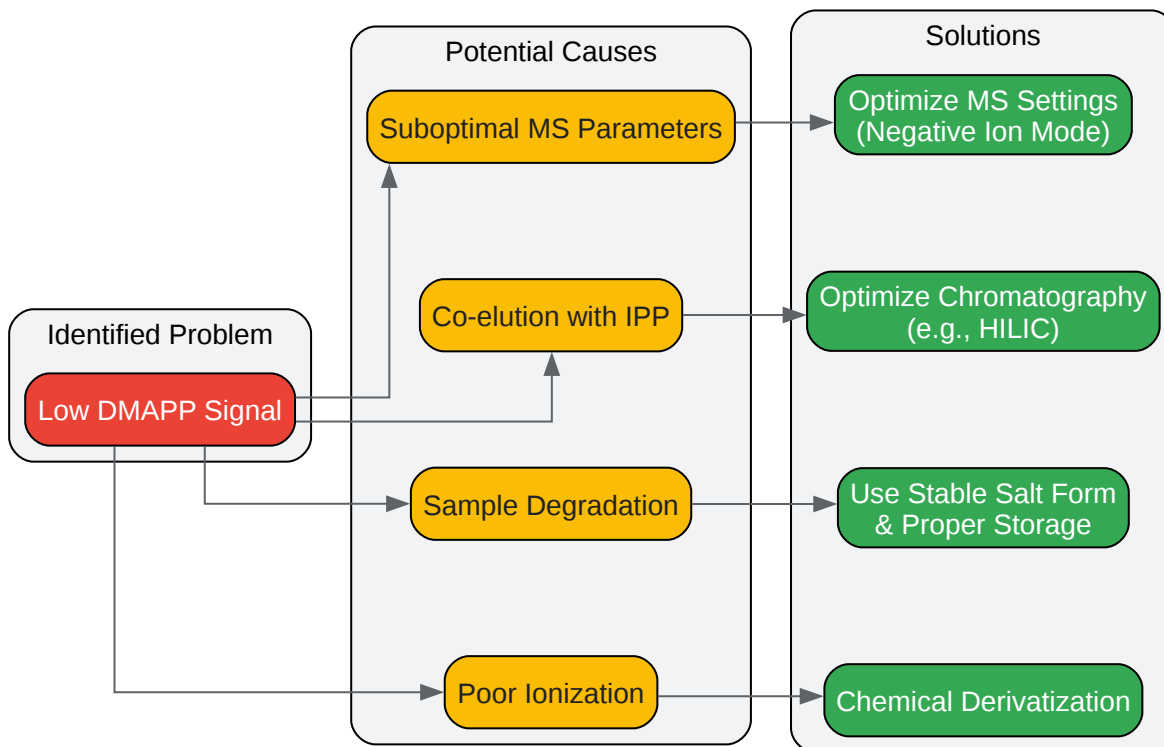 Identified Problem
Low DMAPP Signal
Potential Causes
Suboptimal MS Parameters
Co-elution with IPP
Sample Degradation
Poor Ionization
Solutions
Optimize MS Settings
(Negative Ion Mode)
Optimize Chromatography
(e.g., HILIC)
Use Stable Salt Form
& Proper Storage
Chemical Derivatization